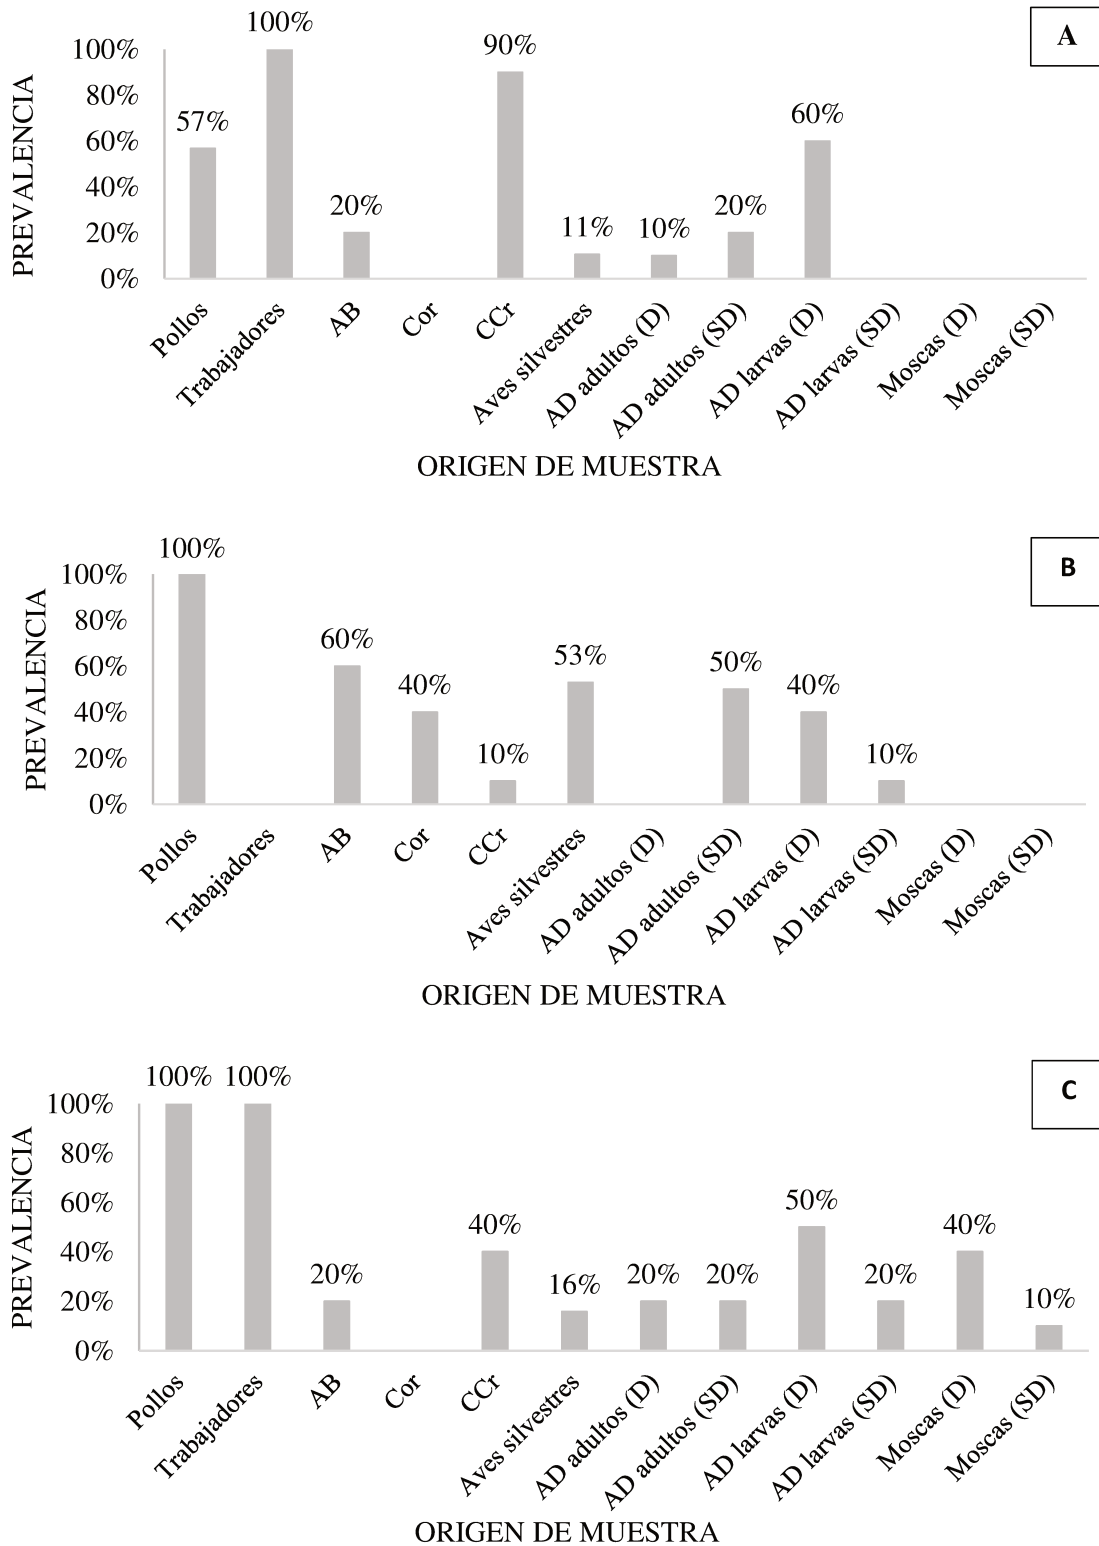 A
PREVALENCIA
100%
80%
60%
40%
20%
0%
57%
100%
20%
90%
11%
10%
20%
60%
Pollos
Trabajadores
AB
Cor
CCr
Aves silvestres
AD adultos (D)
AD adultos (SD)
AD larvas (D)
AD larvas (SD)
Moscas (D)
Moscas (SD)
ORIGEN DE MUESTRA
B
PREVALENCIA
100%
80%
60%
40%
20%
0%
100%
60%
40%
10%
53%
50%
40%
10%
Pollos
Trabajadores
AB
Cor
CCr
Aves silvestres
AD adultos (D)
AD adultos (SD)
AD larvas (D)
AD larvas (SD)
Moscas (D)
Moscas (SD)
ORIGEN DE MUESTRA
C
PREVALENCIA
100%
80%
60%
40%
20%
0%
100%
100%
20%
40%
16%
20%
20%
50%
20%
40%
10%
Pollos
Trabajadores
AB
Cor
CCr
Aves silvestres
AD adultos (D)
AD adultos (SD)
AD larvas (D)
AD larvas (SD)
Moscas (D)
Moscas (SD)
ORIGEN DE MUESTRA